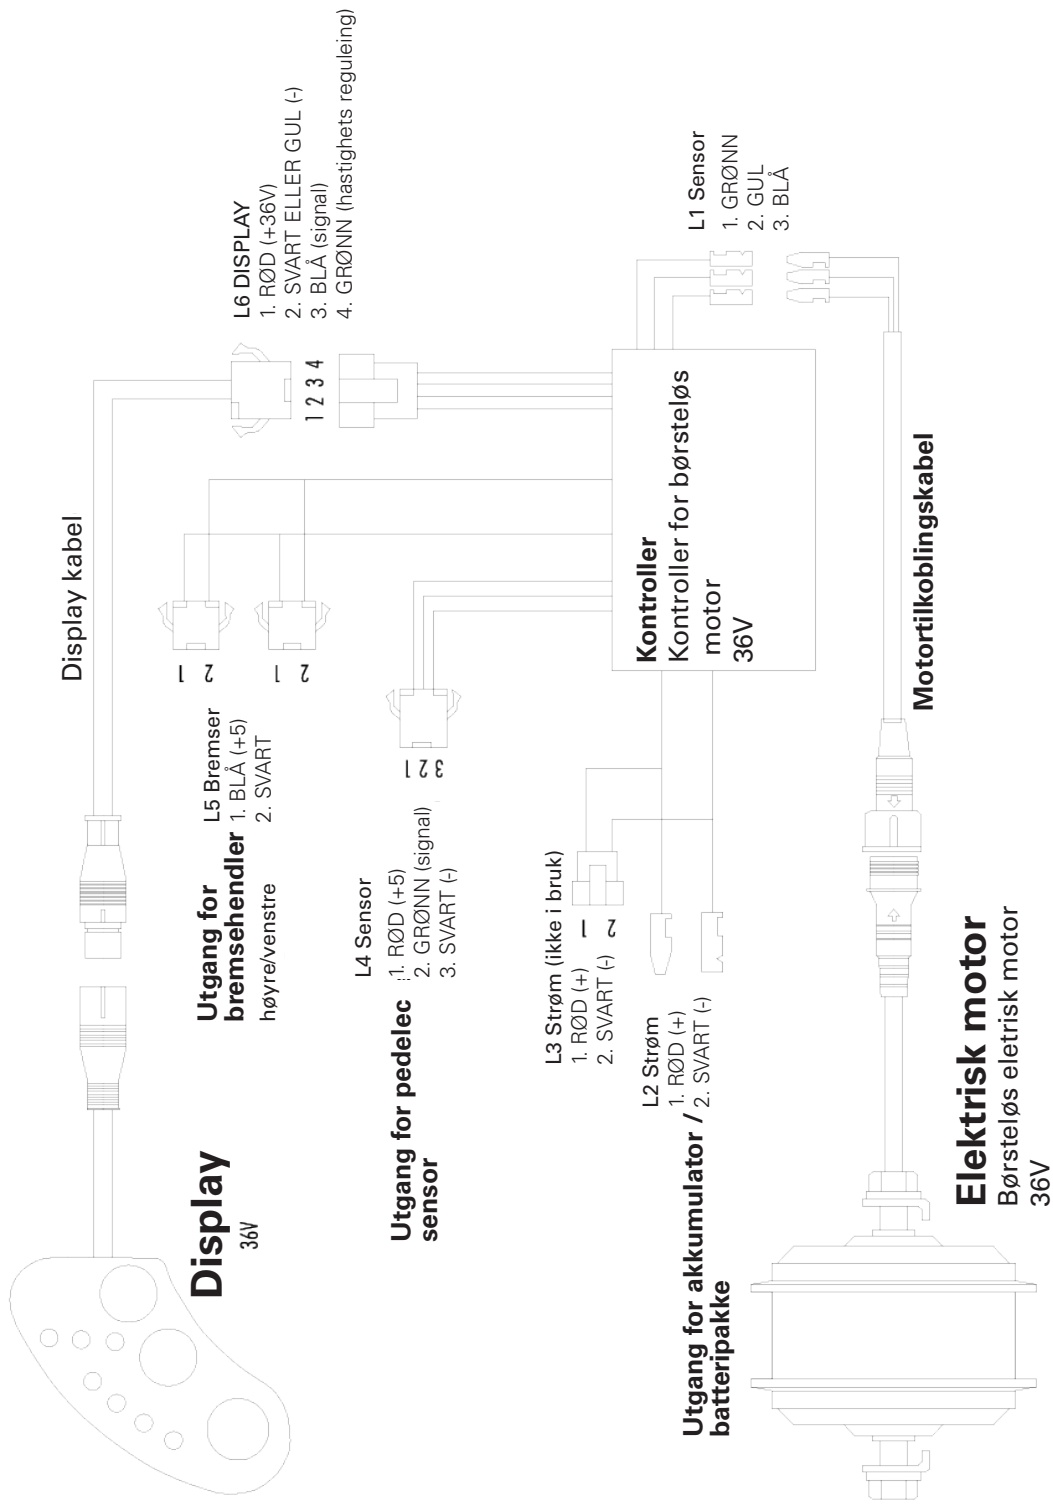 Display
36V
Display kabel
L6 DISPLAY
1. RØD (+36V)
2. SVART ELLER GUL (-)
3. BLÅ (signal)
4. GRØNN (hastighets reguleing)
1 2 3 4
Utgang for
bremsehendler
høyre/venstre
L5 Bremser
1. BLÅ (+5)
2. SVART
1
2
1
2
Utgang for pedelec
sensor
L4 Sensor
1. RØD (+5)
2. GRØNN (signal)
3. SVART (-)
3 2 1
L3 Strøm (ikke i bruk)
1. RØD (+)
2. SVART (-)
1
2
Utgang for akkumulator /
batteripakke
L2 Strøm
1. RØD (+)
2. SVART (-)
Kontroller
Kontroller for børsteløs
motor
36V
L1 Sensor
1. GRØNN
2. GUL
3. BLÅ
Motortilkoblingskabel
Elektrisk motor
Børsteløs eletrisk motor
36V